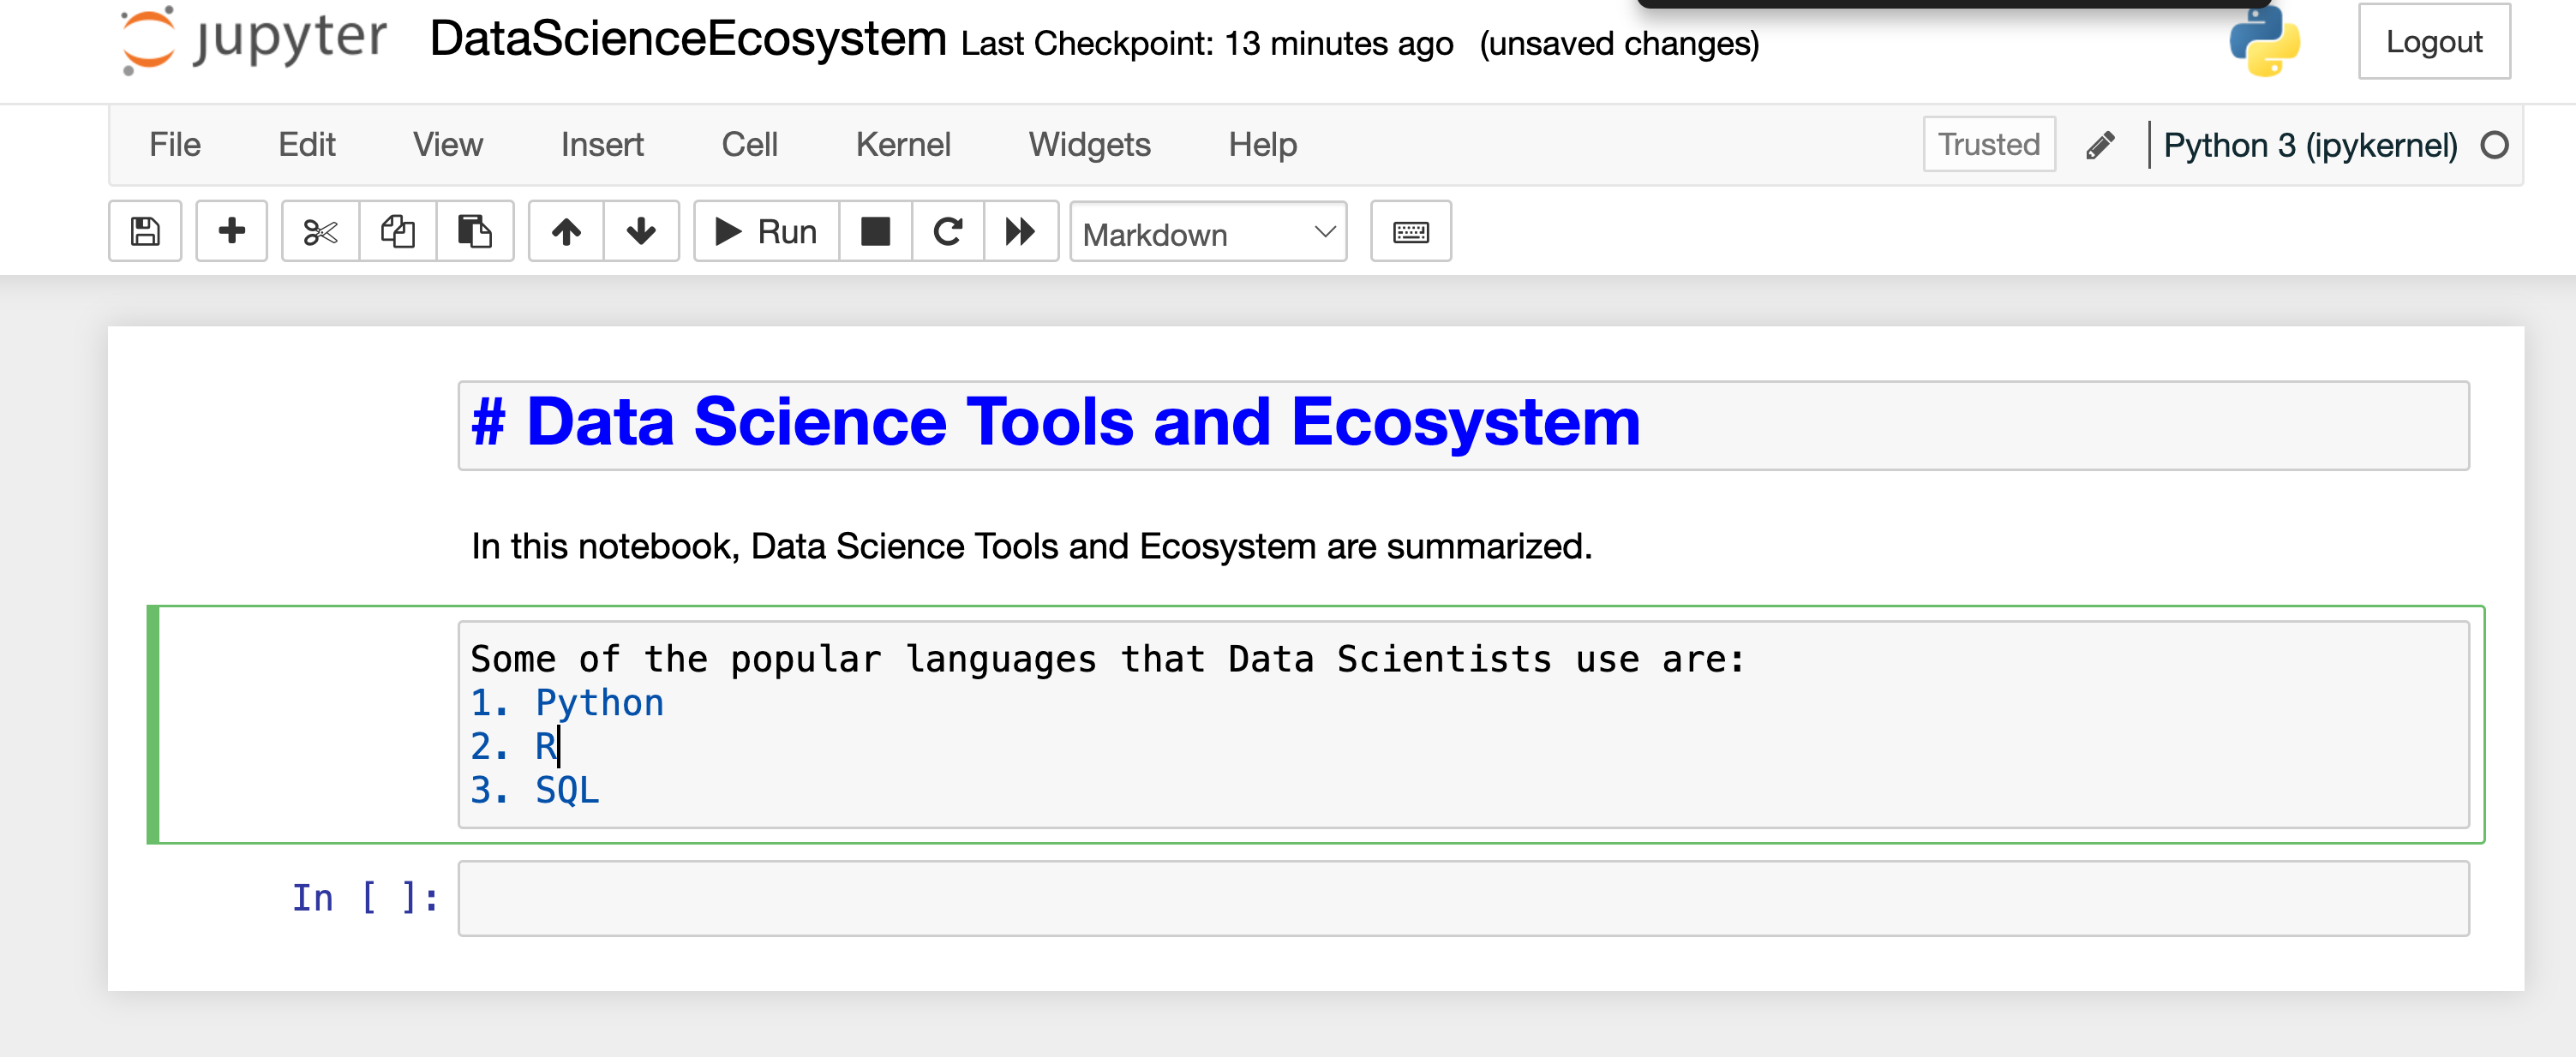 jupyter DataScienceEcosystem Last Checkpoint: 13 minutes ago (unsaved changes) Logout
File Edit View Insert Cell Kernel Widgets Help Trusted Python 3 (ipykernel)
Run Markdown
# Data Science Tools and Ecosystem
In this notebook, Data Science Tools and Ecosystem are summarized.
Some of the popular languages that Data Scientists use are:
1. Python
2. R
3. SQL
In [ ]: